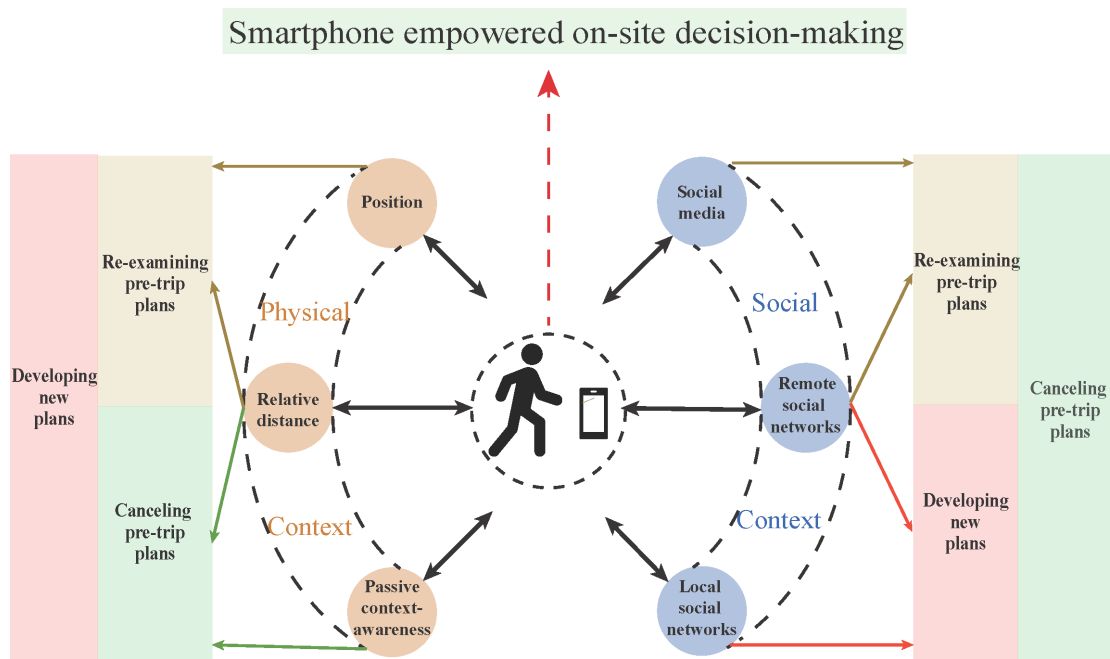 Smartphone empowered on-site decision-making
Position
Social
media
Re-examining
pre-trip
plans
Re-examining
pre-trip
plans
Physical
Social
Developing
new
plans
Relative
distance
Remote
social
networks
Canceling
pre-trip
plans
Canceling
pre-trip
plans
Context
Context
Developing
new
plans
Passive
context-
awareness
Local
social
networks